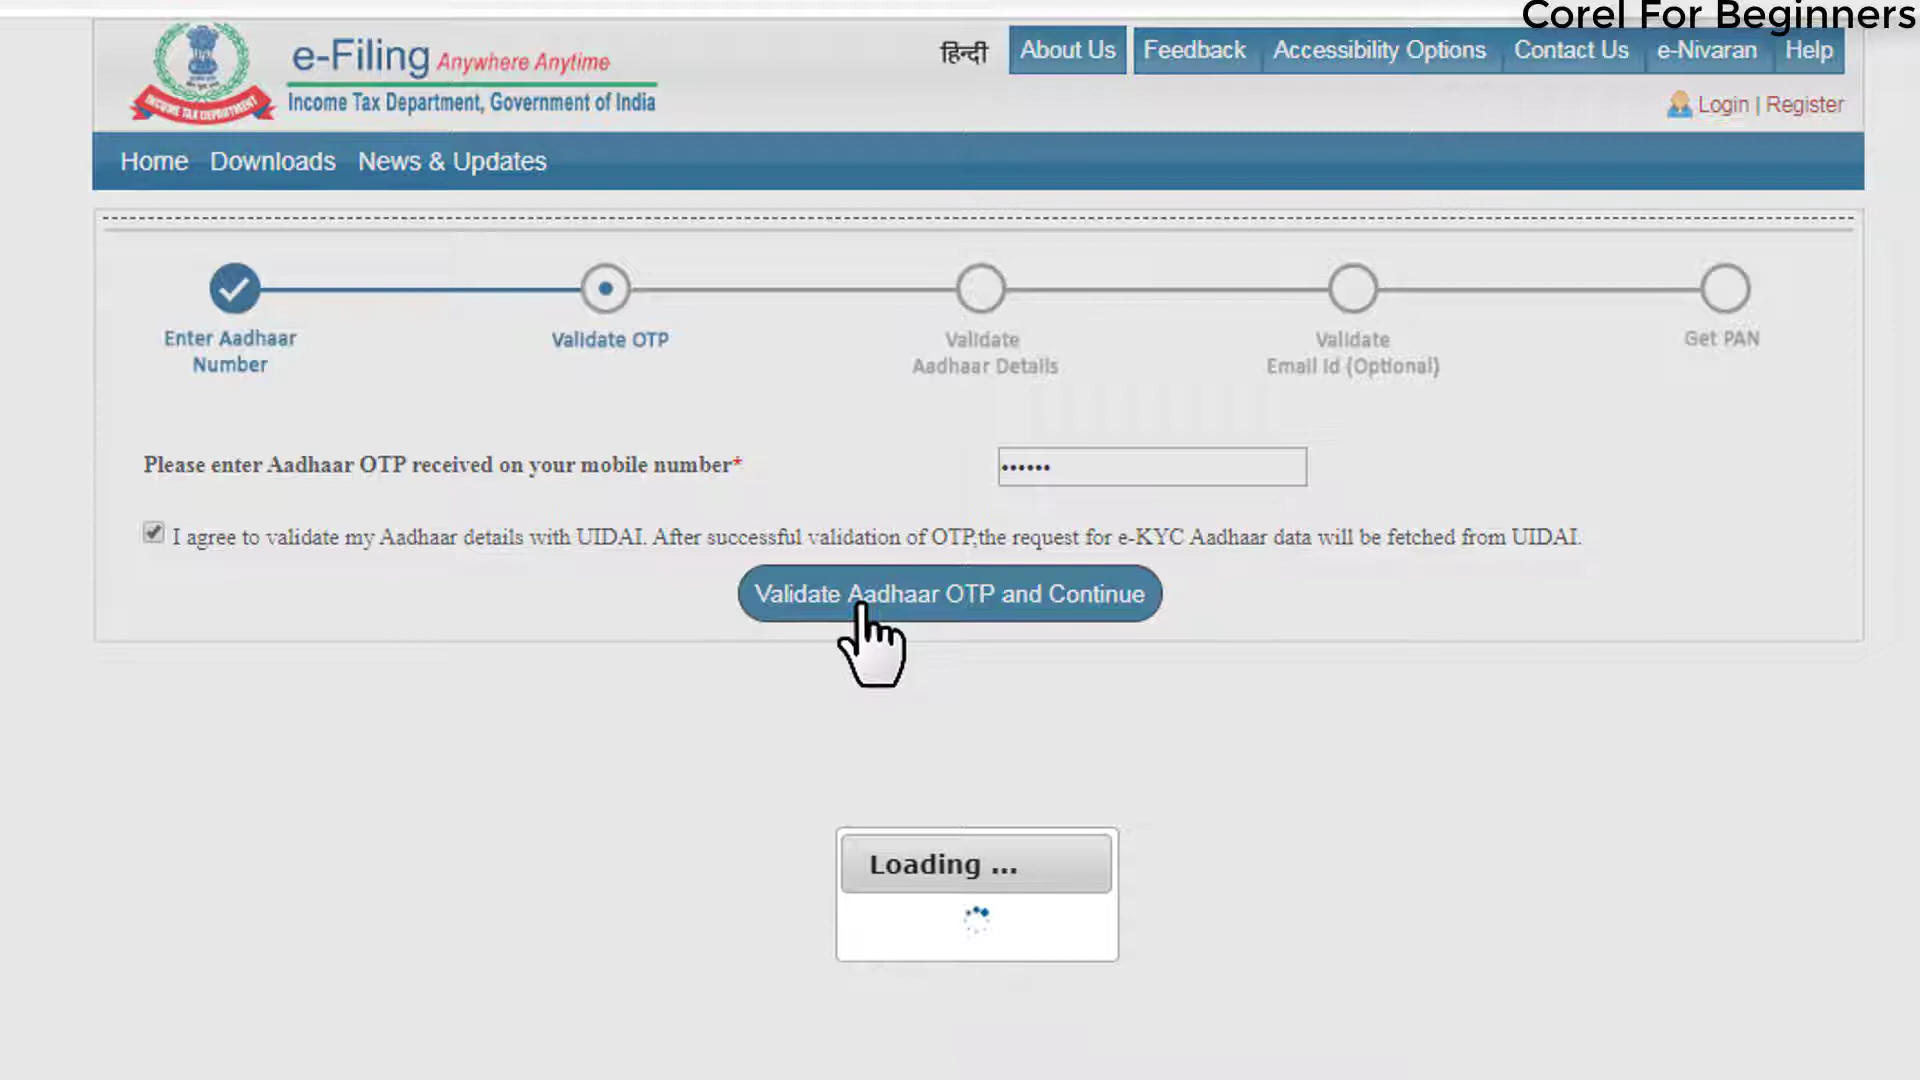 Corel For Beginners
e-Filing Anywhere Anytime
Income Tax Department, Government of India
INCOME TAX DEPARTMENT
हिन्दी About Us Feedback Accessibility Options Contact Us e-Nivaran Help
Login | Register
Home Downloads News & Updates
Enter Aadhaar
Number
Validate OTP
Validate
Aadhaar Details
Validate
Email Id (Optional)
Get PAN
Please enter Aadhaar OTP received on your mobile number*
I agree to validate my Aadhaar details with UIDAI. After successful validation of OTP,the request for e-KYC Aadhaar data will be fetched from UIDAI.
Validate Aadhaar OTP and Continue
Loading ...